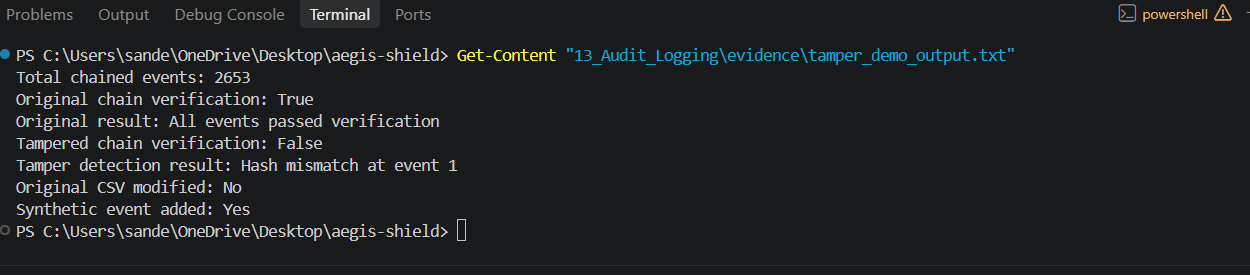 Problems Output Debug Console Terminal Ports
powershell
PS C:\Users\sande\OneDrive\Desktop\aegis-shield> Get-Content "13_Audit_Logging\evidence\tamper_demo_output.txt"
Total chained events: 2653
Original chain verification: True
Original result: All events passed verification
Tampered chain verification: False
Tamper detection result: Hash mismatch at event 1
Original CSV modified: No
Synthetic event added: Yes
PS C:\Users\sande\OneDrive\Desktop\aegis-shield>